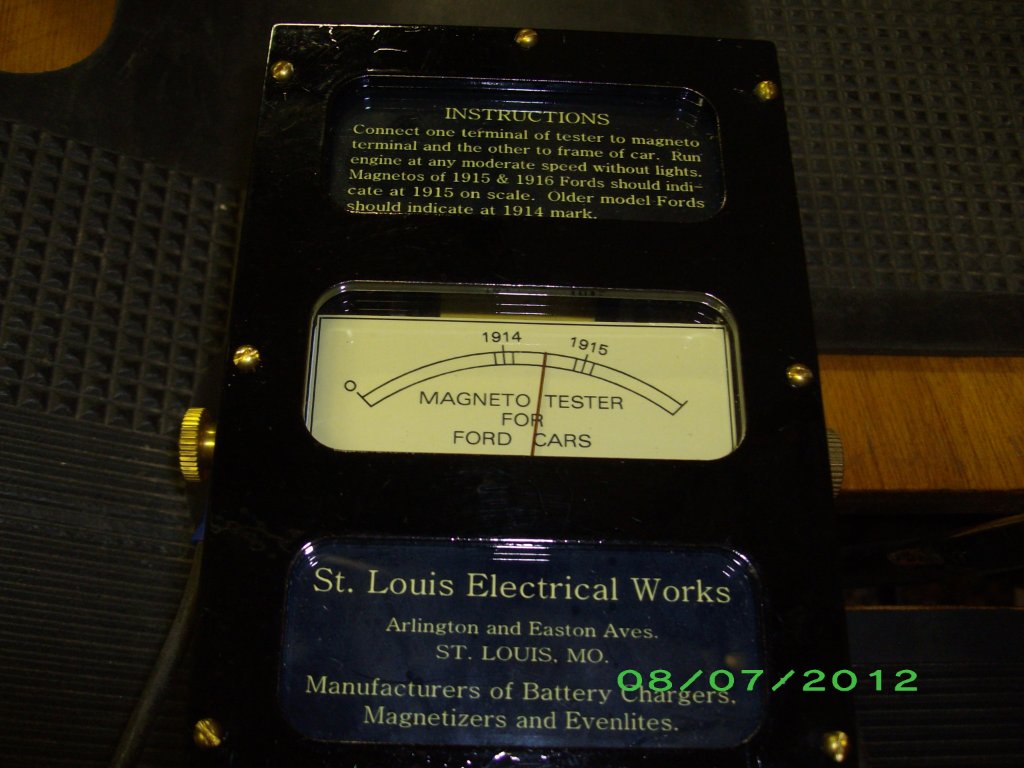 INSTRUCTIONS
Connect one terminal of tester to magneto
terminal and the other to frame of car. Run
engine at any moderate speed without lights.
Magnetos of 1915 & 1916 Fords should indi-
cate at 1915 on scale. Older model Fords
should indicate at 1914 mark.
1914
1915
O
MAGNETO TESTER
FOR
FORD CARS
St. Louis Electrical Works
Arlington and Easton Aves.
ST. LOUIS, MO.
Manufacturers of Battery Chargers,
Magnetizers and Evenlites.
08/07/2012